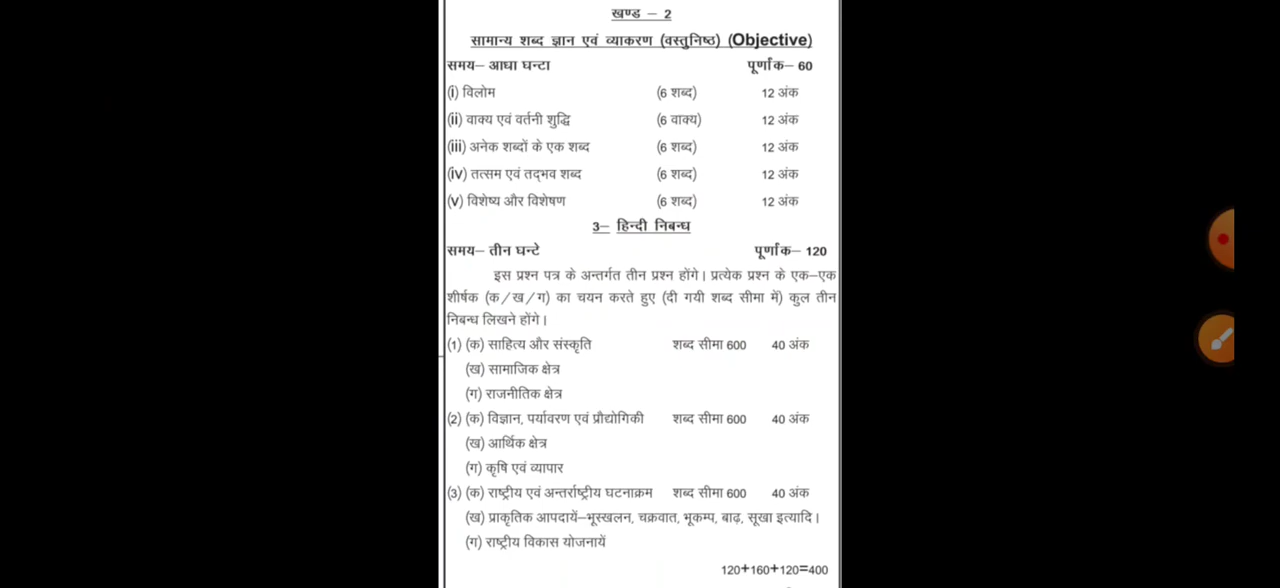 खण्ड – 2
सामान्य शब्द ज्ञान एवं व्याकरण (वस्तुनिष्ठ) (Objective)
समय– आधा घन्टा पूर्णांक– 60
(i) विलोम (6 शब्द) 12 अंक
(ii) वाक्य एवं वर्तनी शुद्धि (6 वाक्य) 12 अंक
(iii) अनेक शब्दों के एक शब्द (6 शब्द) 12 अंक
(iv) तत्सम एवं तद्भव शब्द (6 शब्द) 12 अंक
(v) विशेष्य और विशेषण (6 शब्द) 12 अंक
3– हिन्दी निबन्ध
समय– तीन घन्टे पूर्णांक– 120
इस प्रश्न पत्र के अन्तर्गत तीन प्रश्न होंगे। प्रत्येक प्रश्न के एक–एक
शीर्षक (क/ख/ग) का चयन करते हुए (दी गयी शब्द सीमा में) कुल तीन
निबन्ध लिखने होंगे।
(1) (क) साहित्य और संस्कृति शब्द सीमा 600 40 अंक
(ख) सामाजिक क्षेत्र
(ग) राजनीतिक क्षेत्र
(2) (क) विज्ञान, पर्यावरण एवं प्रौद्योगिकी शब्द सीमा 600 40 अंक
(ख) आर्थिक क्षेत्र
(ग) कृषि एवं व्यापार
(3) (क) राष्ट्रीय एवं अन्तर्राष्ट्रीय घटनाक्रम शब्द सीमा 600 40 अंक
(ख) प्राकृतिक आपदायें–भूस्खलन, चक्रवात, भूकम्प, बाढ़, सूखा इत्यादि।
(ग) राष्ट्रीय विकास योजनायें
120+160+120=400